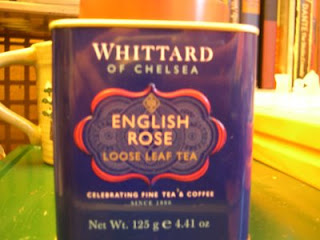 WHITTARD
OF CHELSEA
ENGLISH
ROSE
LOOSE LEAF TEA
CELEBRATING FINE TEA & COFFEE
SINCE 1886
Net Wt. 125 g e 4.41 oz
DANTE